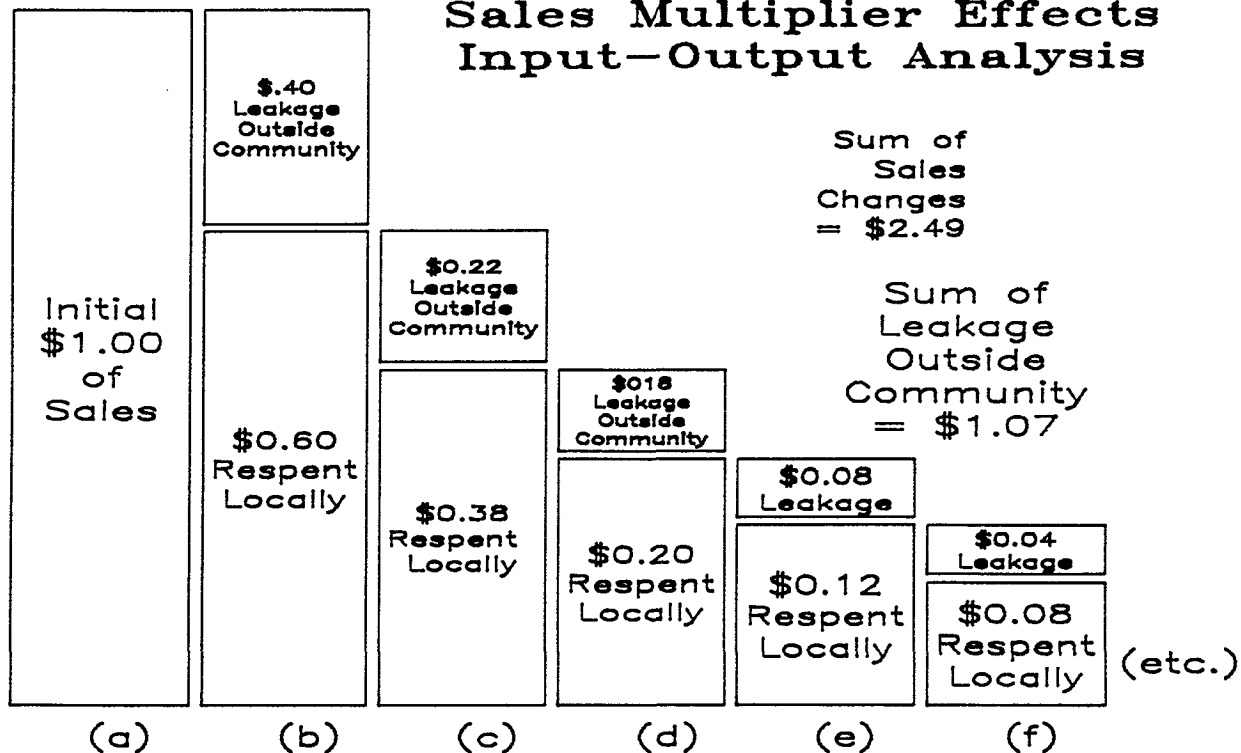 Sales Multiplier Effects
Input-Output Analysis
Initial
$1.00
of
Sales
$.40
Leakage
Outside
Community
$0.60
Respent
Locally
$0.22
Leakage
Outside
Community
$0.38
Respent
Locally
$018
Leakage
Outside
Community
$0.20
Respent
Locally
$0.08
Leakage
$0.12
Respent
Locally
$0.04
Leakage
$0.08
Respent
Locally
(etc.)
Sum of
Sales
Changes
= $2.49
Sum of
Leakage
Outside
Community
= $1.07
(a) (b) (c) (d) (e) (f)